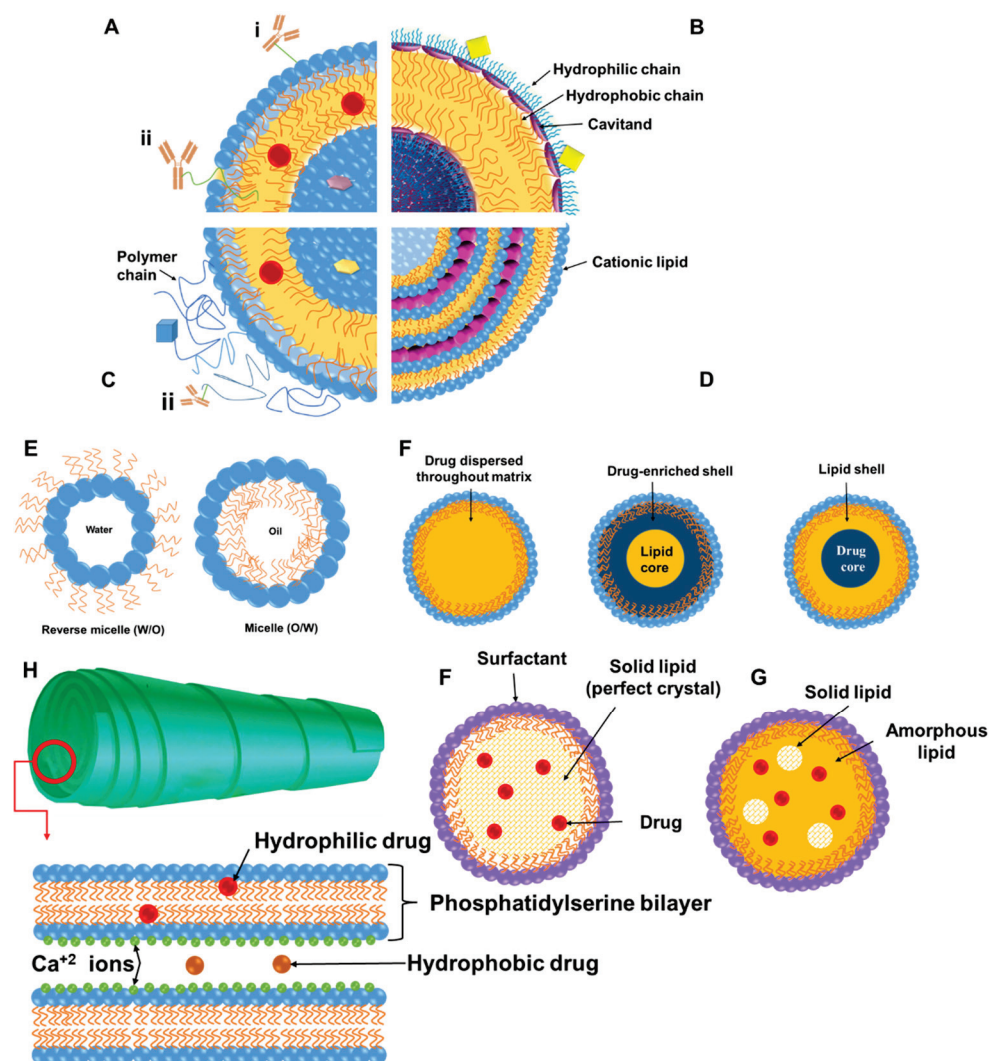 A
i
B
Hydrophilic chain
Hydrophobic chain
Cavitand
ii
Polymer
chain
Cationic lipid
C
ii
D
E
Water
Oil
Reverse micelle (W/O)
Micelle (O/W)
F
Drug dispersed
throughout matrix
Drug-enriched shell
Lipid shell
Lipid
core
Drug
core
H
F
Surfactant
Solid lipid
(perfect crystal)
Drug
G
Solid lipid
Amorphous
lipid
Hydrophilic drug
Phosphatidylserine bilayer
Ca+2 ions
Hydrophobic drug